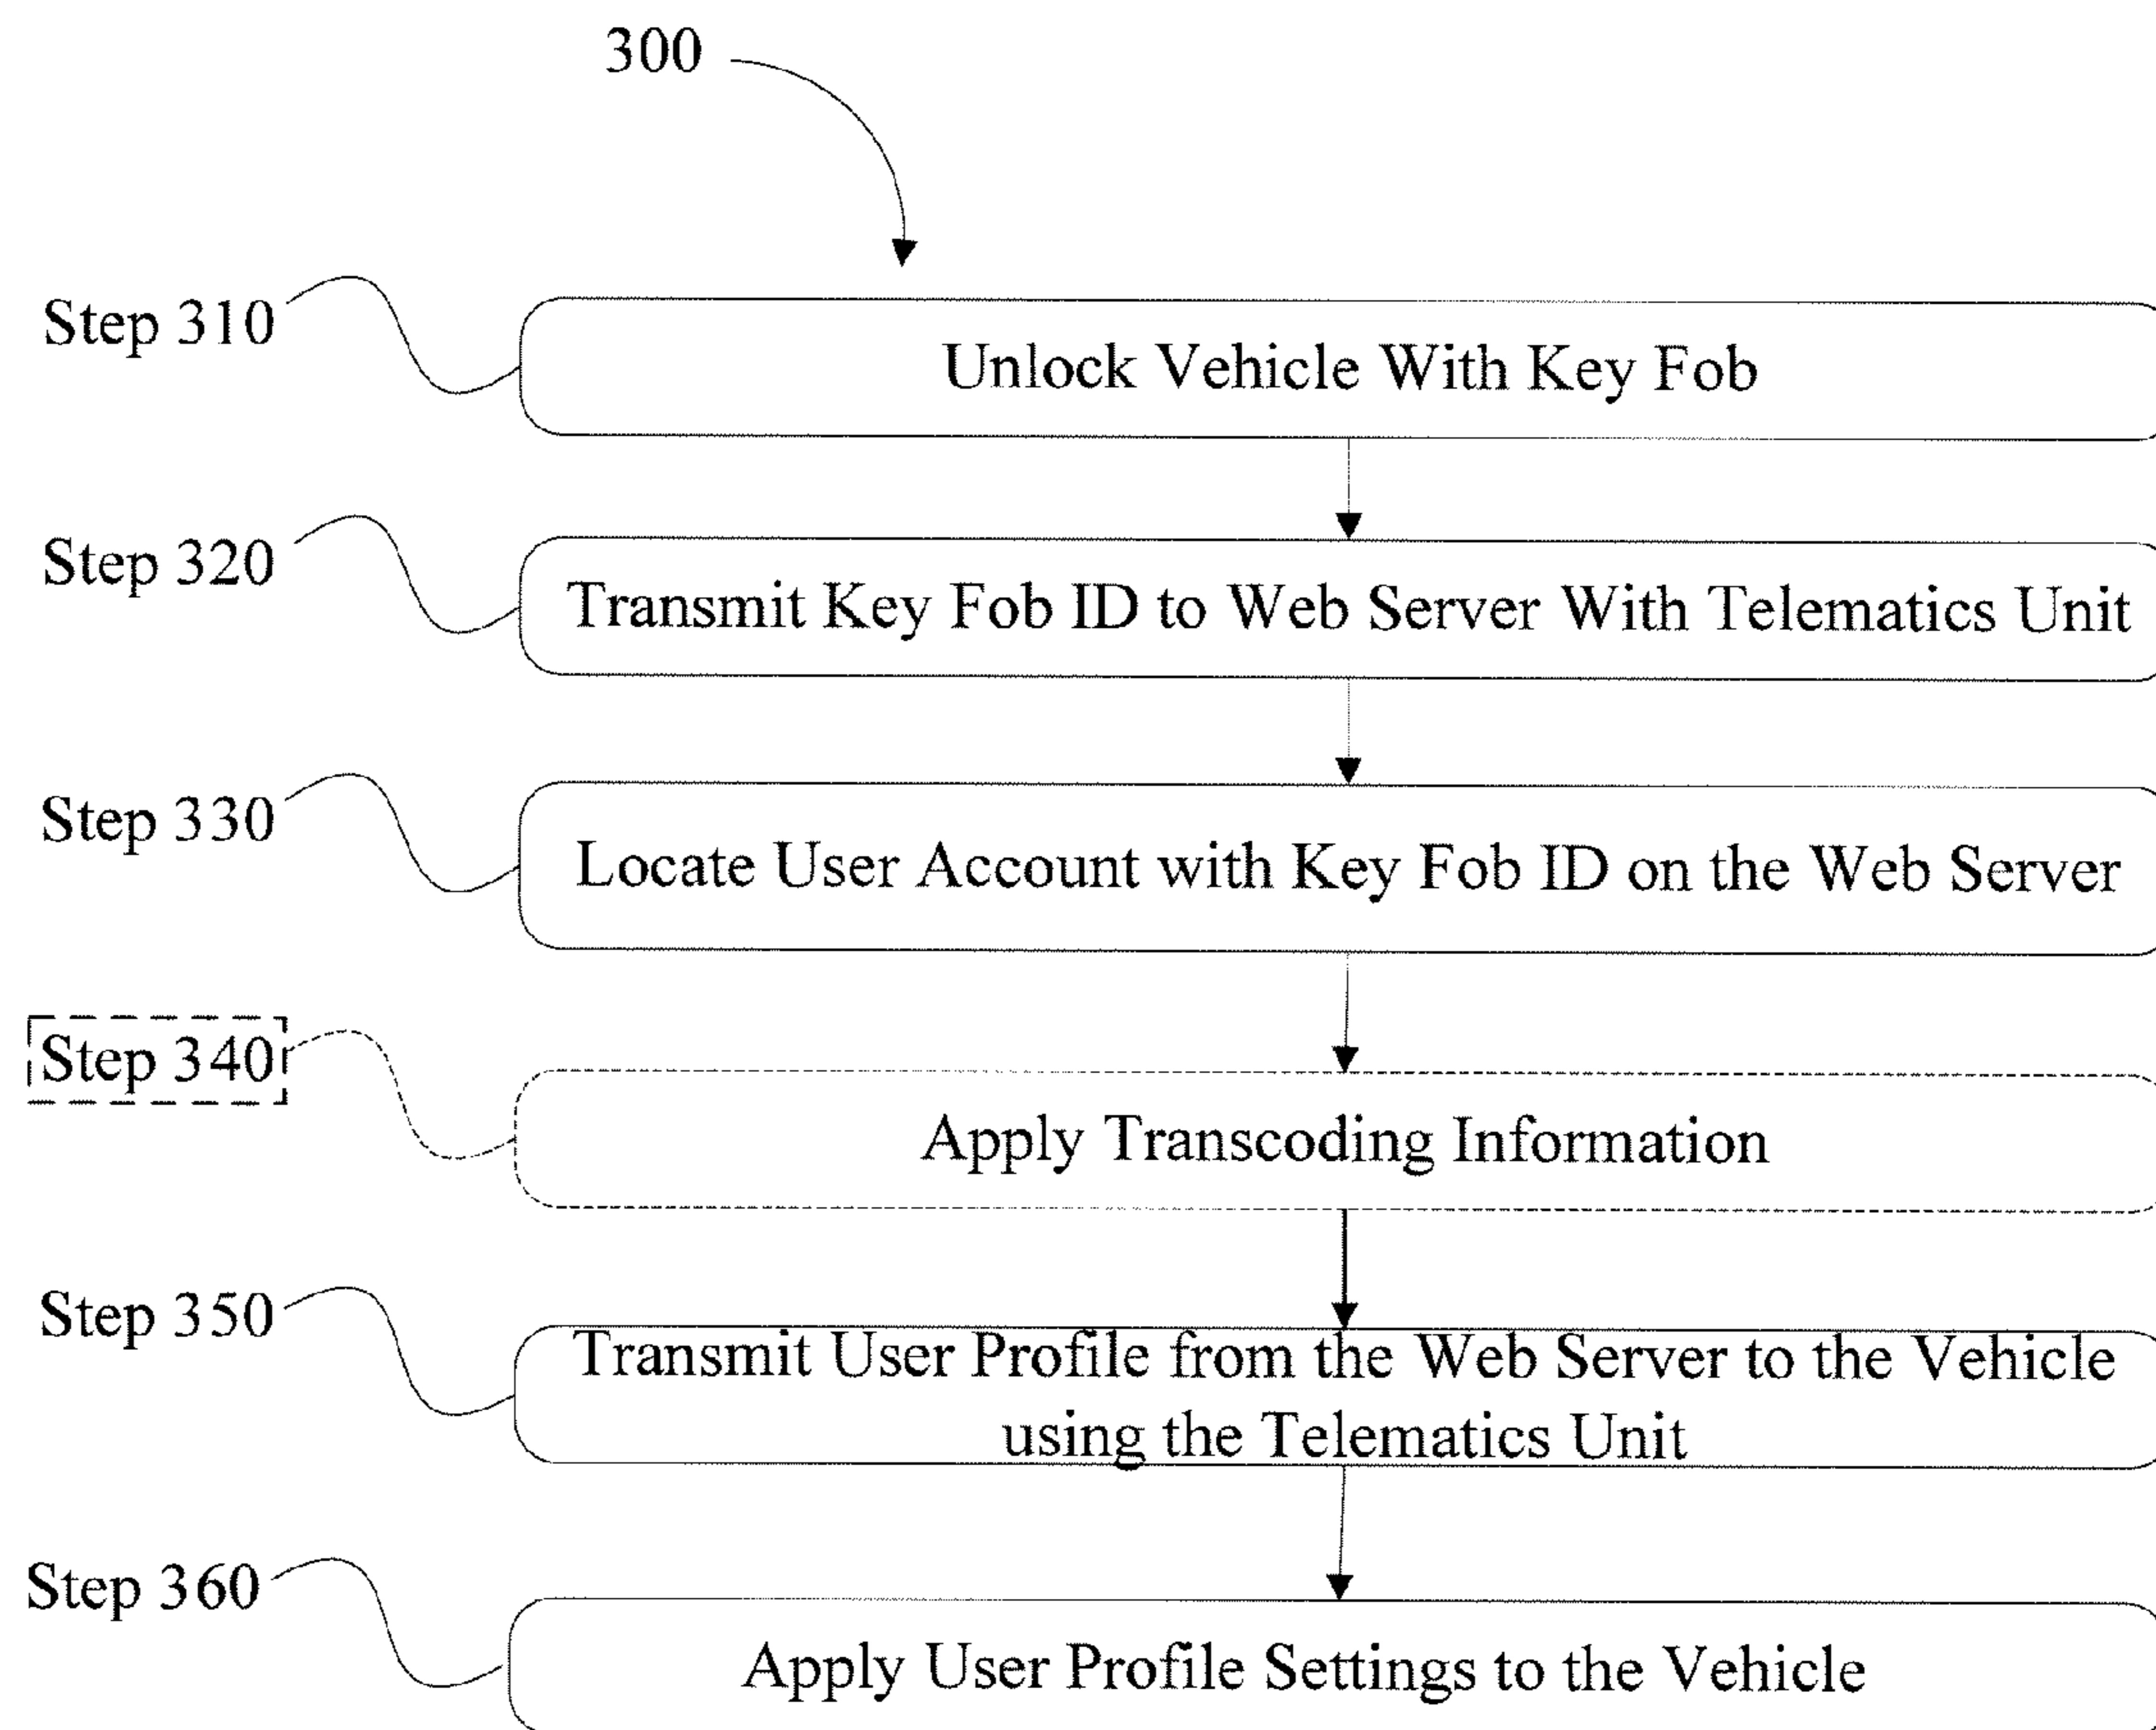 300
Step 310
Unlock Vehicle With Key Fob
Step 320
Transmit Key Fob ID to Web Server With Telematics Unit
Step 330
Locate User Account with Key Fob ID on the Web Server
Step 340
Apply Transcoding Information
Step 350
Transmit User Profile from the Web Server to the Vehicle
using the Telematics Unit
Step 360
Apply User Profile Settings to the Vehicle